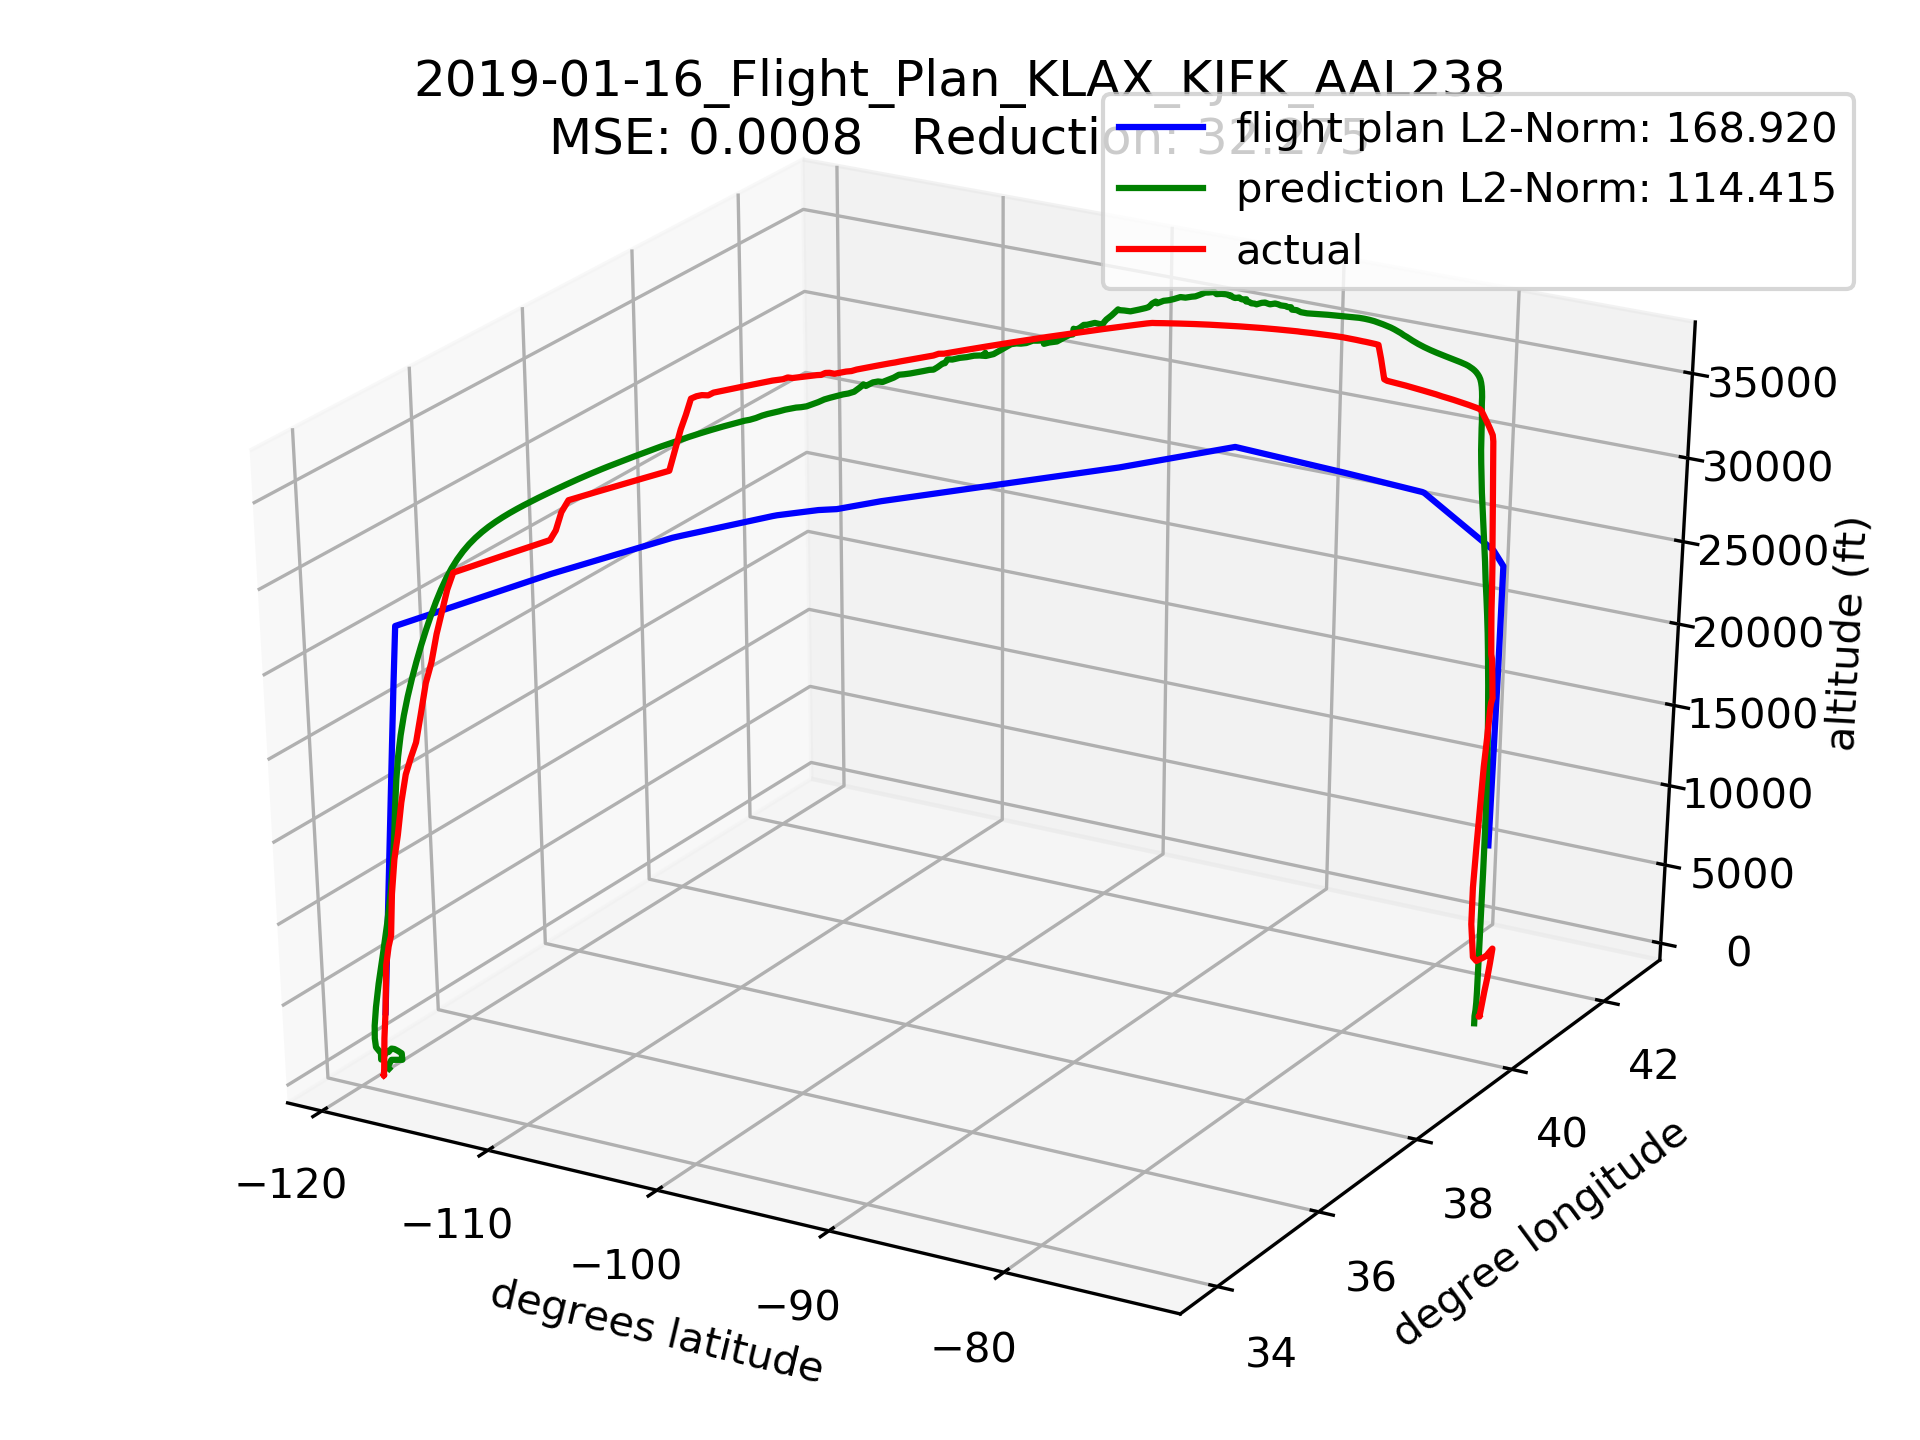 2019-01-16_Flight_Plan_KLAX_KJFK_AAL238
MSE: 0.0008   Reduction: 32.275
flight plan L2-Norm: 168.920
prediction L2-Norm: 114.415
actual
35000
30000
25000
20000
15000
10000
5000
0
altitude (ft)
42
40
38
36
34
degree longitude
−120
−110
−100
−90
−80
degrees latitude